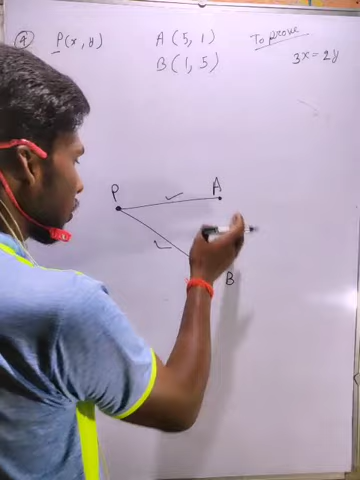 ④ P(x, y) A(5, 1) To prove
B(1, 5) 3x = 2y
P A
B